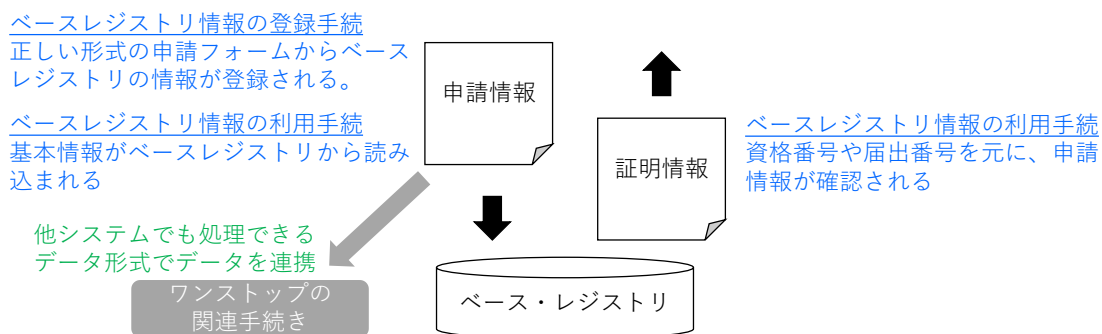 ベースレジストリ情報の登録手続
正しい形式の申請フォームからベース
レジストリの情報が登録される。
ベースレジストリ情報の利用手続
基本情報がベースレジストリから読み
込まれる
申請情報
証明情報
ベースレジストリ情報の利用手続
資格番号や届出番号を元に、申請
情報が確認される
他システムでも処理できる
データ形式でデータを連携
ワンストップの
関連手続き
ベース・レジストリ